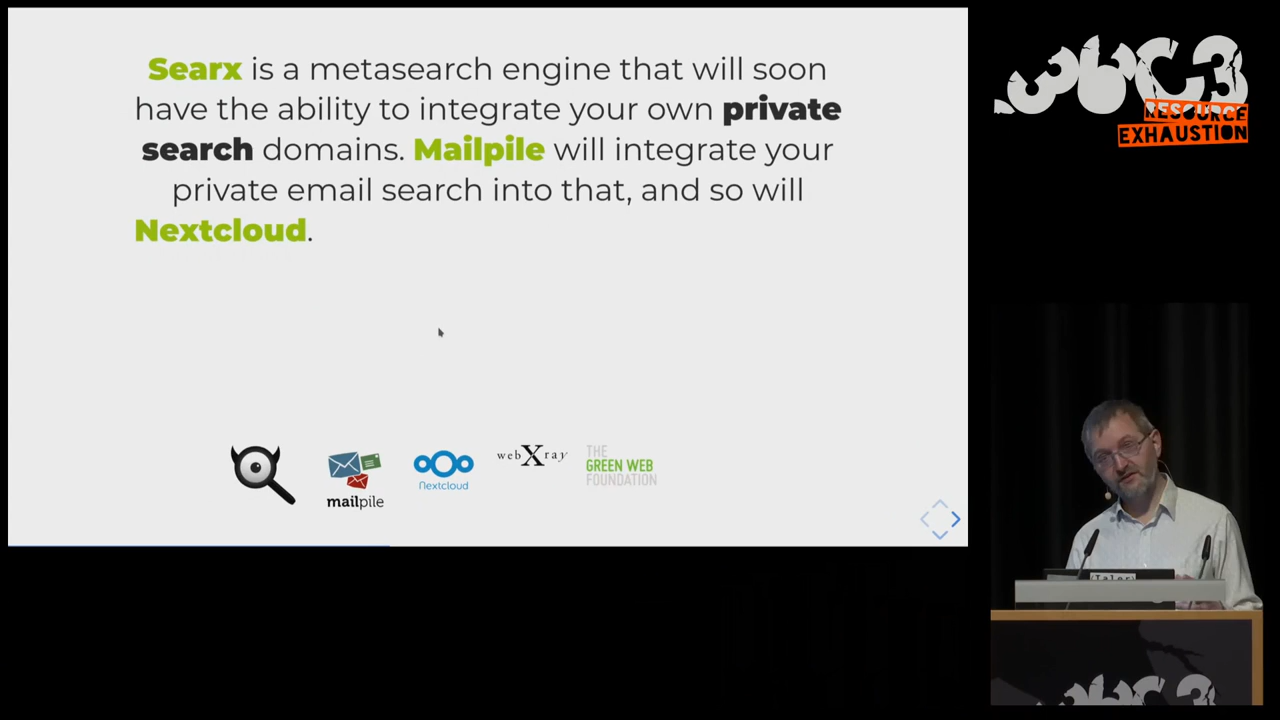 Searx is a metasearch engine that will soon
have the ability to integrate your own private
search domains. Mailpile will integrate your
private email search into that, and so will
Nextcloud.
mailpile
Nextcloud
webXray
THE
GREEN WEB
FOUNDATION
36C3
RESOURCE
EXHAUSTION
36C3